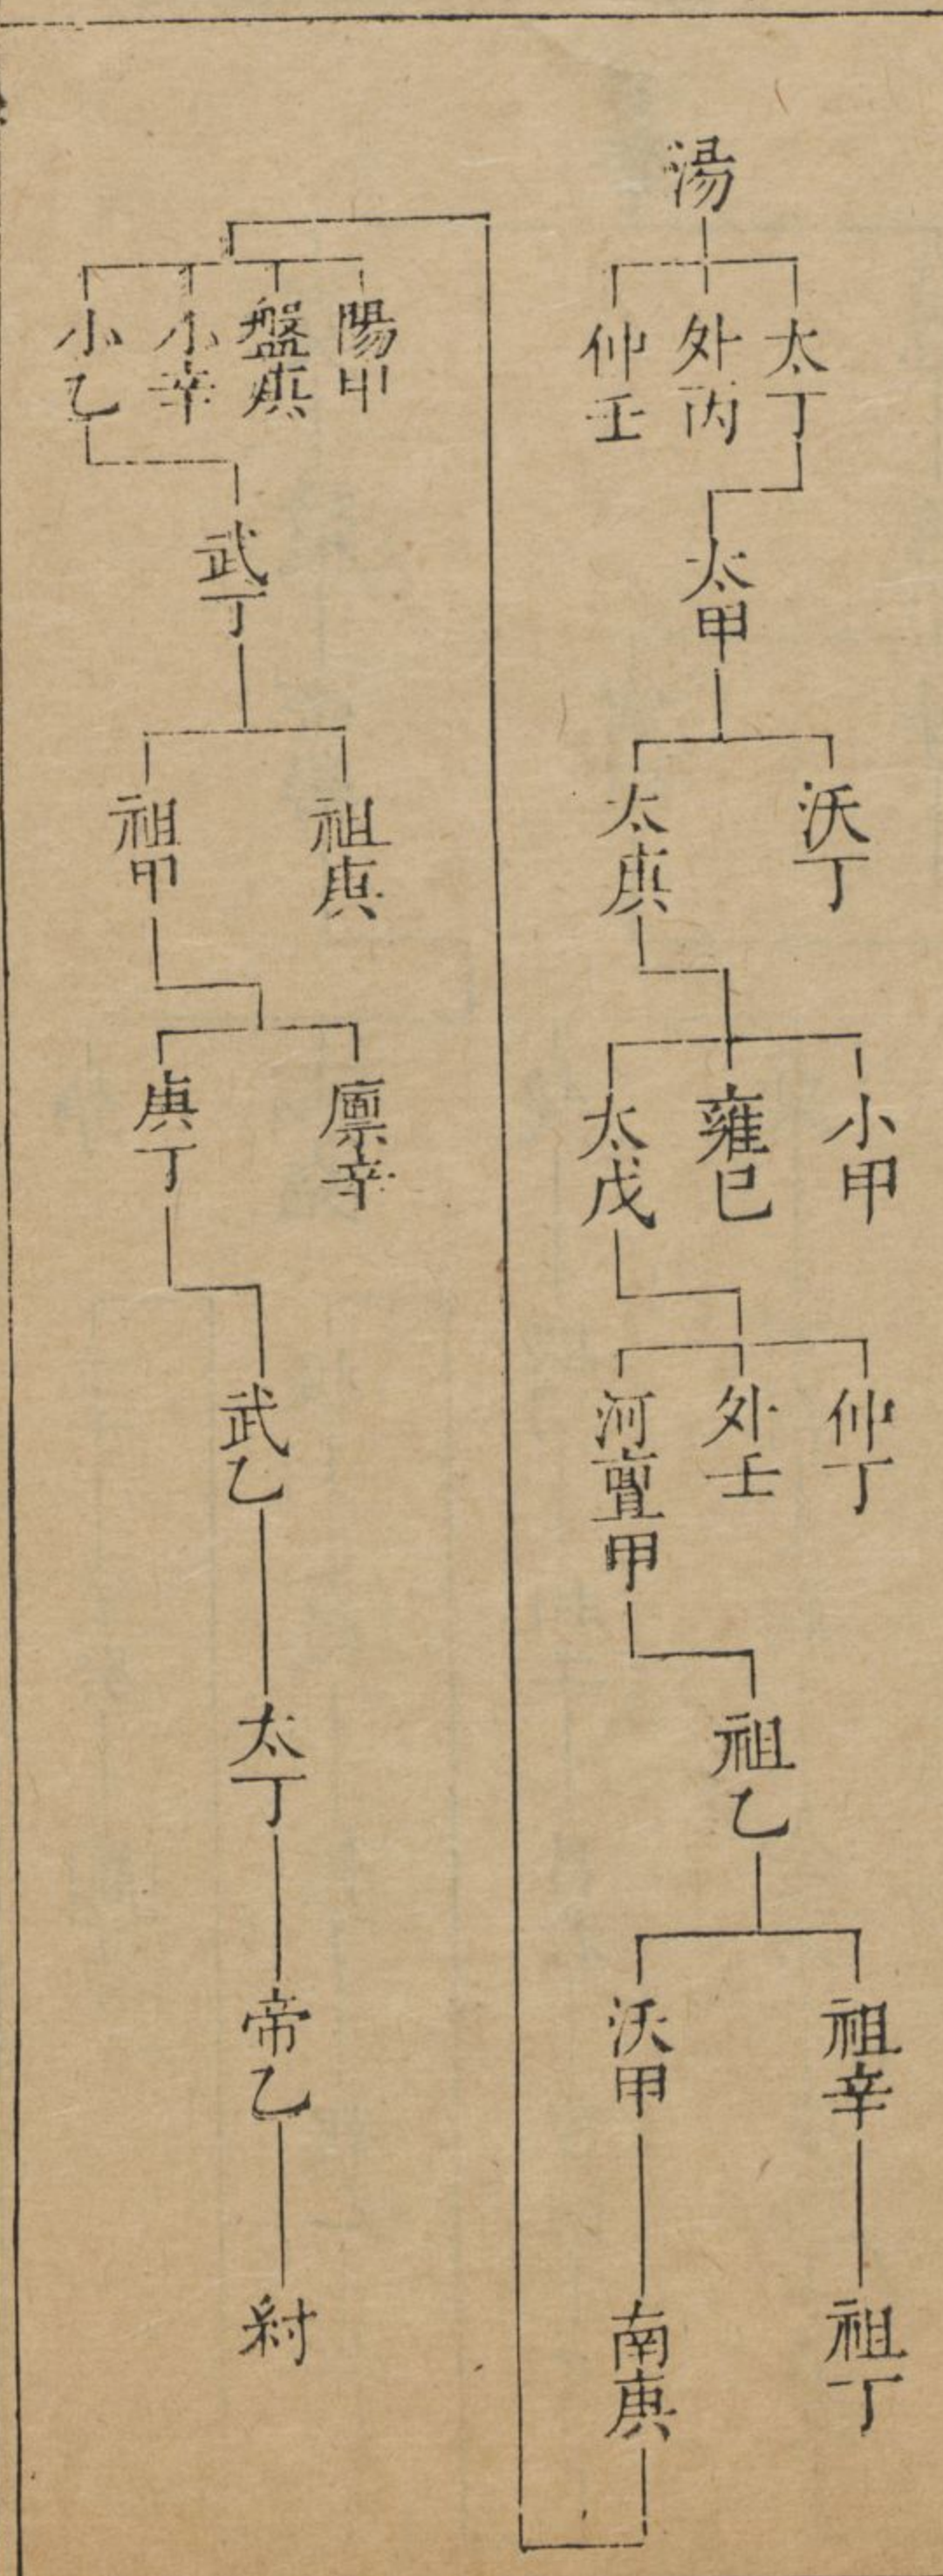 湯
太丁
外丙
仲壬
太甲
沃丁
太庚
小甲
雍己
太戊
仲丁
外壬
河亶甲
祖乙
祖辛
沃甲
祖丁
南庚
陽甲
盤庚
小辛
小乙
武丁
祖庚
祖甲
廪辛
庚丁
武乙
太丁
帝乙
紂